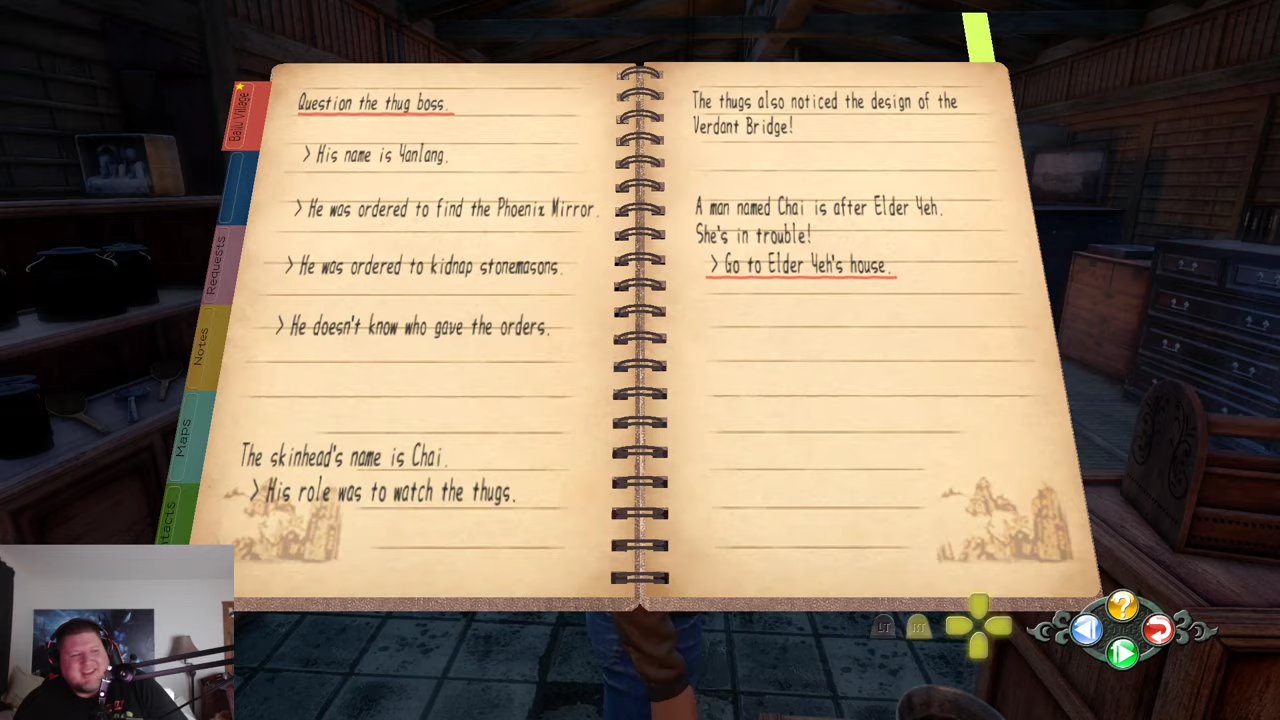 Bailu Village
Requests
Notes
Maps
Question the thug boss.
> His name is Yanlang.
> He was ordered to find the Phoenix Mirror.
> He was ordered to kidnap stonemasons.
> He doesn't know who gave the orders.
The skinhead's name is Chai.
> His role was to watch the thugs.
The thugs also noticed the design of the
Verdant Bridge!
A man named Chai is after Elder Yeh.
She's in trouble!
> Go to Elder Yeh's house.
LT
RT
?